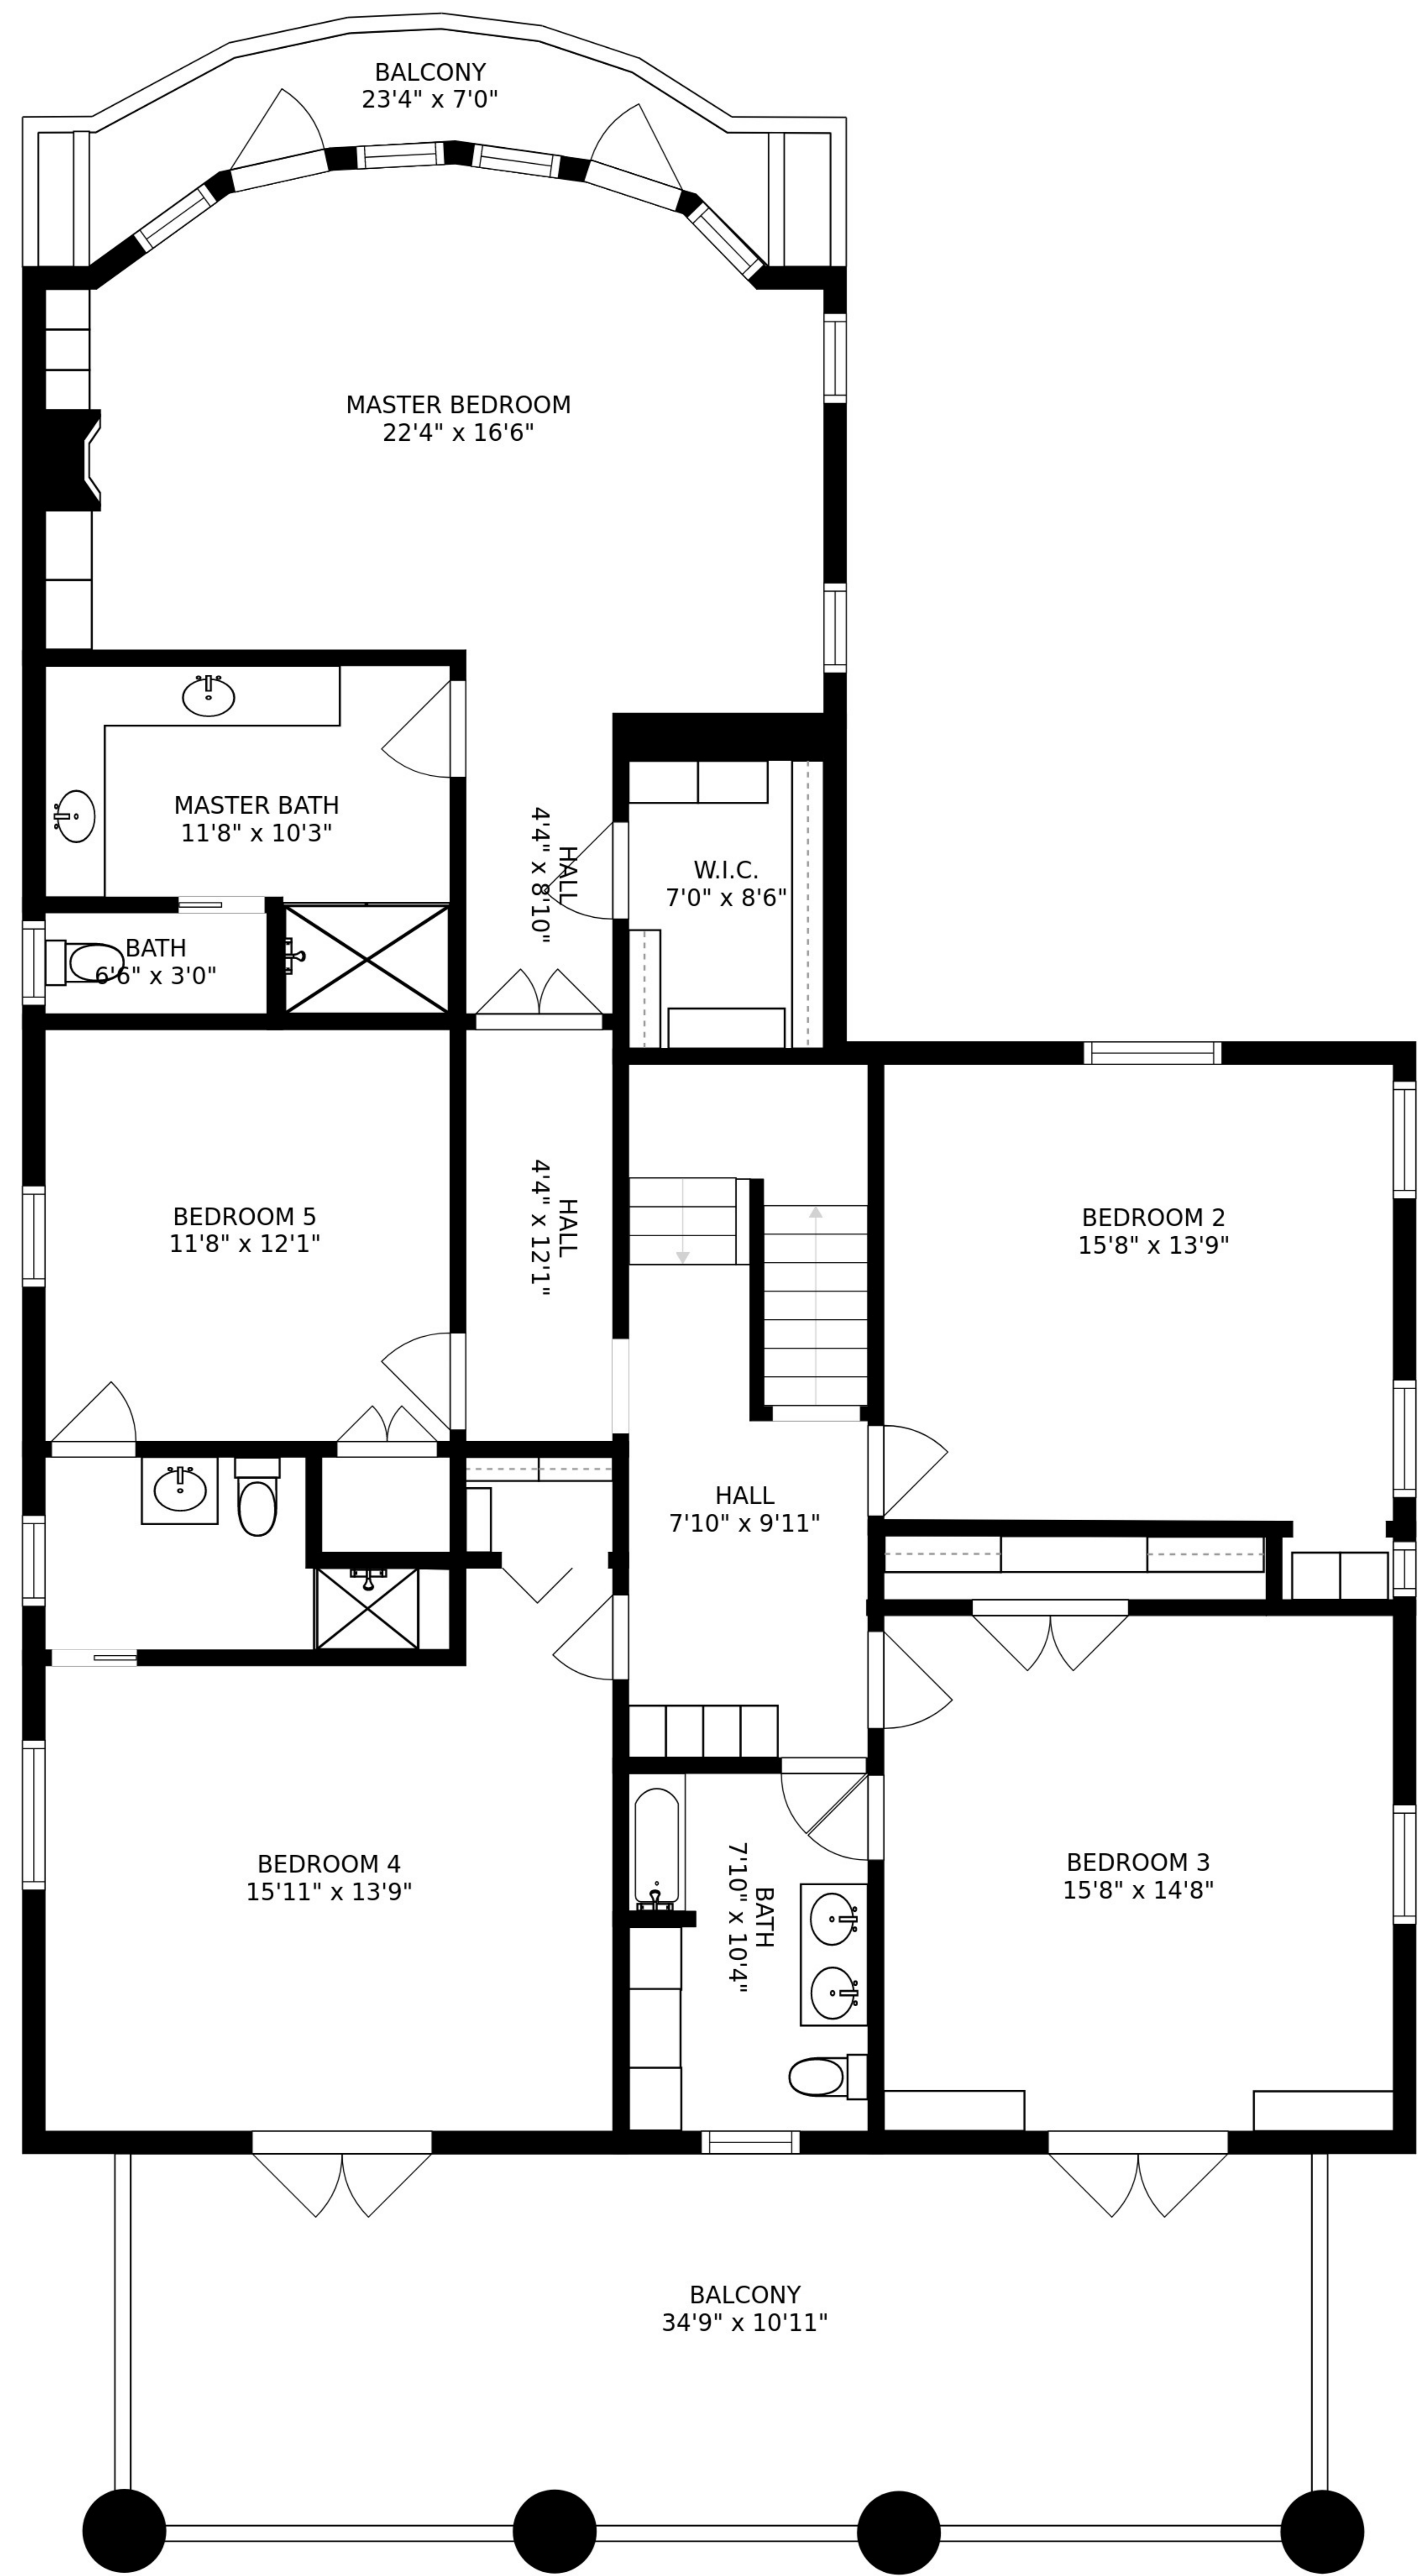 BALCONY
23'4" x 7'0"
MASTER BEDROOM
22'4" x 16'6"
MASTER BATH
11'8" x 10'3"
HALL
4'4" x 8'10"
W.I.C.
7'0" x 8'6"
BATH
6'6" x 3'0"
BEDROOM 5
11'8" x 12'1"
HALL
4'4" x 12'1"
BEDROOM 2
15'8" x 13'9"
HALL
7'10" x 9'11"
BEDROOM 4
15'11" x 13'9"
BATH
7'10" x 10'4"
BEDROOM 3
15'8" x 14'8"
BALCONY
34'9" x 10'11"